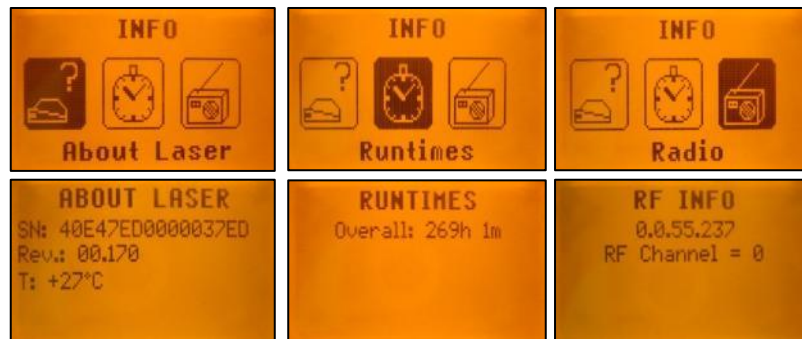 INFO
About Laser
INFO
Runtimes
INFO
Radio
ABOUT LASER
SN: 40E47ED0000037ED
Rev.: 00.170
T: +27°C
RUNTIMES
Overall: 269h 1m
RF INFO
0.0.55.237
RF Channel = 0